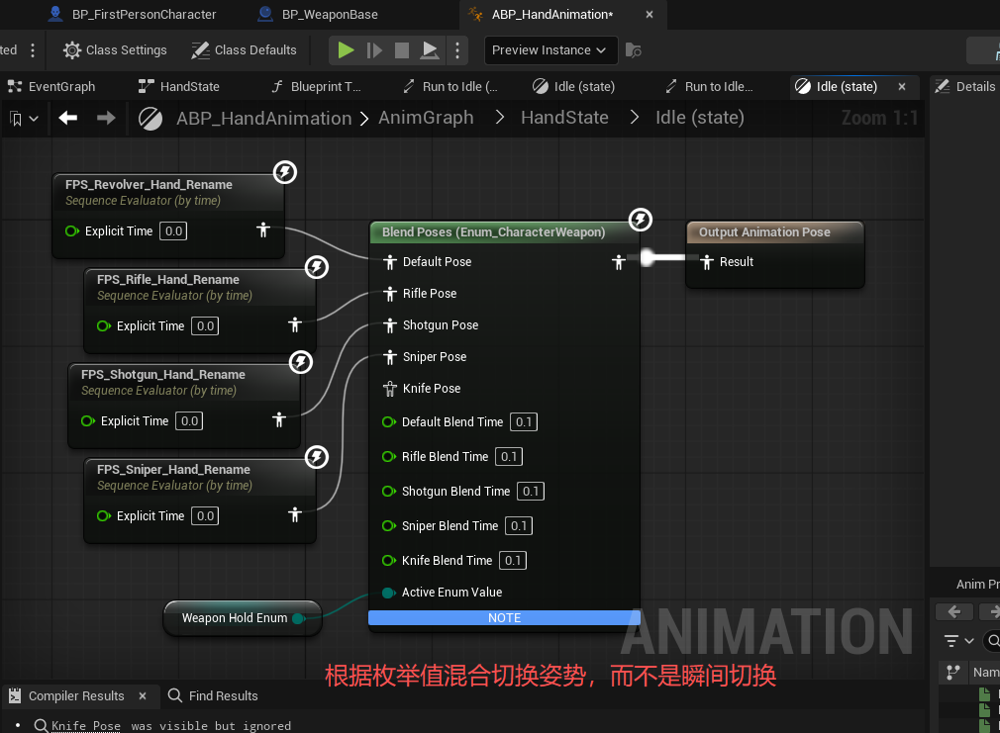 BP_FirstPersonCharacter
BP_WeaponBase
ABP_HandAnimation*
ted
Class Settings
Class Defaults
Preview Instance
EventGraph
HandState
Blueprint T...
Run to Idle (...
Idle (state)
Run to Idle...
Idle (state)
Details
ABP_HandAnimation > AnimGraph > HandState > Idle (state)
Zoom 1:1
FPS_Revolver_Hand_Rename
Sequence Evaluator (by time)
Explicit Time 0.0
FPS_Rifle_Hand_Rename
Sequence Evaluator (by time)
Explicit Time 0.0
FPS_Shotgun_Hand_Rename
Sequence Evaluator (by time)
Explicit Time 0.0
FPS_Sniper_Hand_Rename
Sequence Evaluator (by time)
Explicit Time 0.0
Weapon Hold Enum
Blend Poses (Enum_CharacterWeapon)
Default Pose
Rifle Pose
Shotgun Pose
Sniper Pose
Knife Pose
Default Blend Time 0.1
Rifle Blend Time 0.1
Shotgun Blend Time 0.1
Sniper Blend Time 0.1
Knife Blend Time 0.1
Active Enum Value
NOTE
Output Animation Pose
Result
ANIMATION
根据枚举值混合切换姿势，而不是瞬间切换
Anim Pr
Nam
Compiler Results
Find Results
Knife Pose was visible but ignored